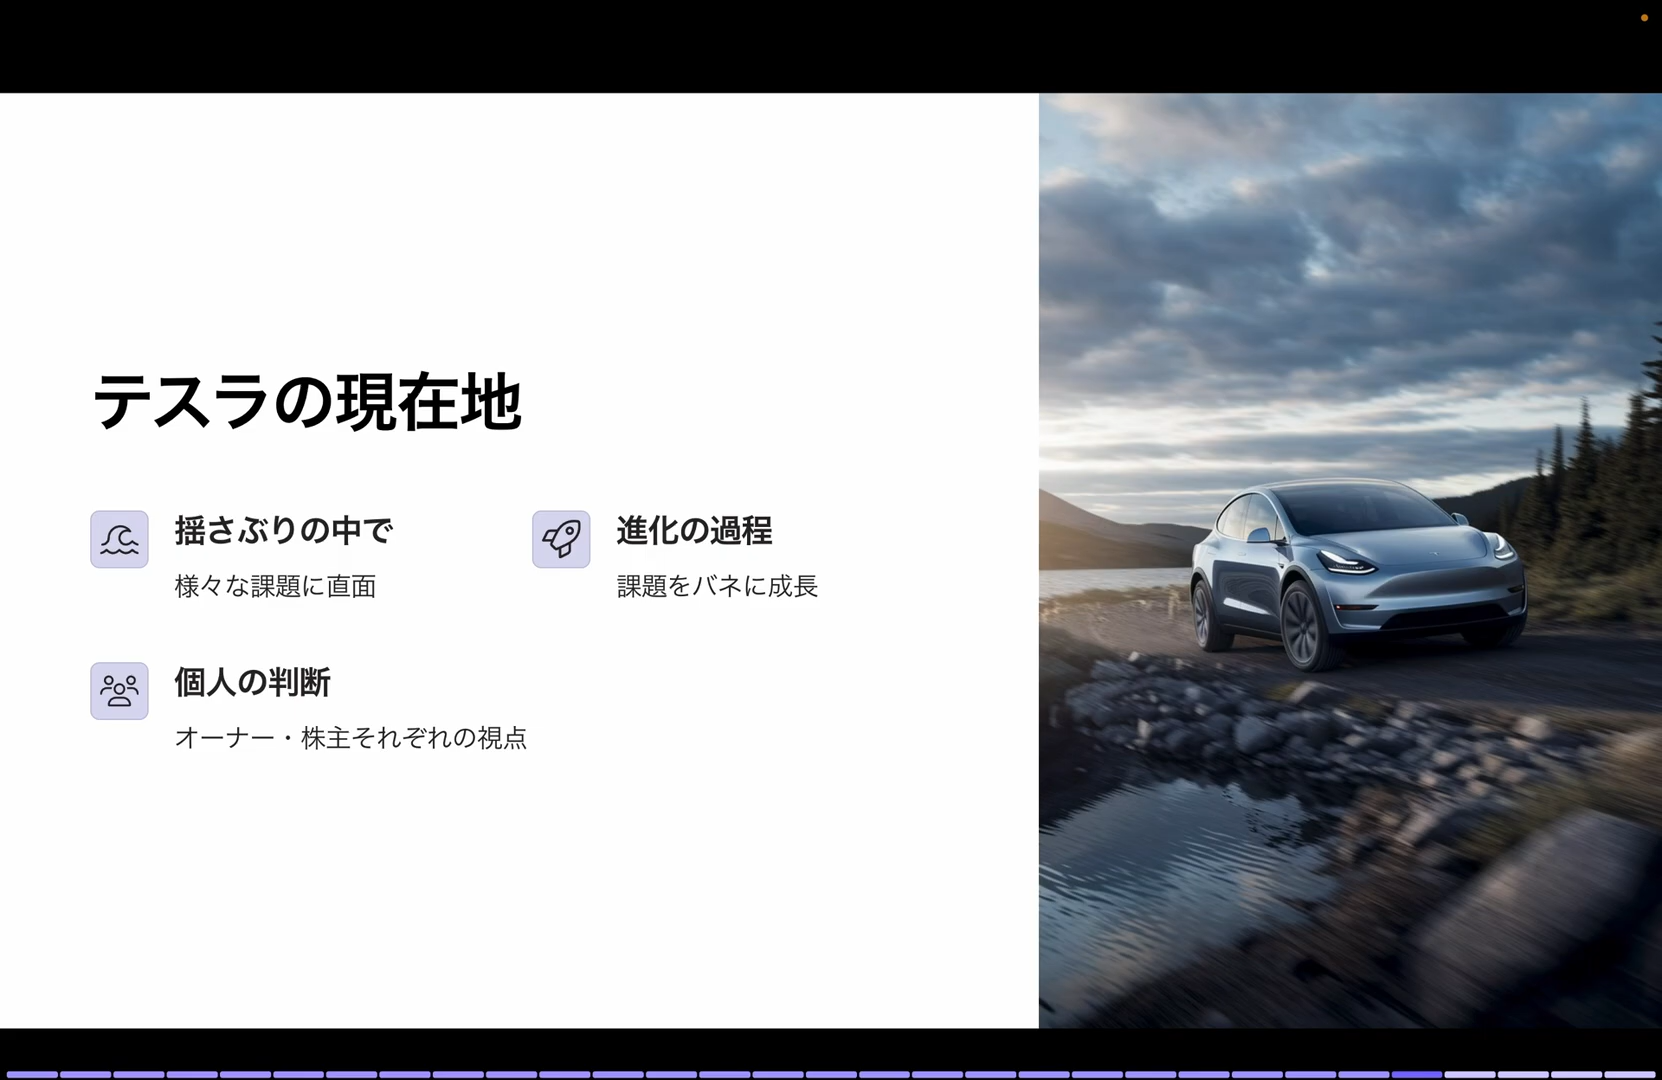 テスラの現在地
揺さぶりの中で
様々な課題に直面
進化の過程
課題をバネに成長
個人の判断
オーナー・株主それぞれの視点